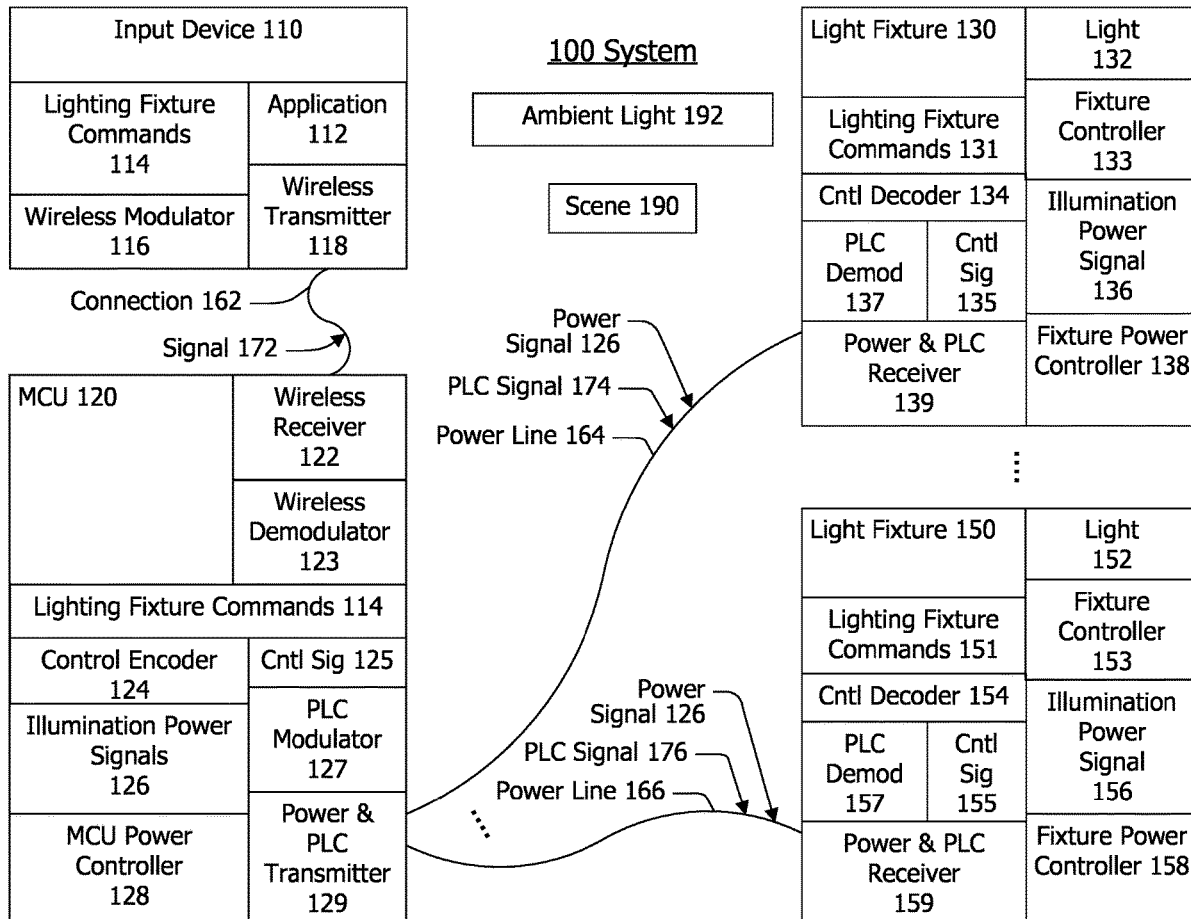 Input Device 110
Lighting Fixture
Commands
114
Application
112
Wireless Modulator
116
Wireless
Transmitter
118
Connection 162
Signal 172
MCU 120
Wireless
Receiver
122
Wireless
Demodulator
123
Lighting Fixture Commands 114
Control Encoder
124
Cntl Sig 125
Illumination Power
Signals
126
PLC
Modulator
127
MCU Power
Controller
128
Power &
PLC
Transmitter
129
100 System
Ambient Light 192
Scene 190
Power
Signal 126
PLC Signal 174
Power Line 164
Power
Signal 126
PLC Signal 176
Power Line 166
Light Fixture 130
Light
132
Lighting Fixture
Commands 131
Fixture
Controller
133
Cntl Decoder 134
PLC
Demod
137
Cntl
Sig
135
Illumination
Power
Signal
136
Power & PLC
Receiver
139
Fixture Power
Controller 138
Light Fixture 150
Light
152
Lighting Fixture
Commands 151
Fixture
Controller
153
Cntl Decoder 154
PLC
Demod
157
Cntl
Sig
155
Illumination
Power
Signal
156
Power & PLC
Receiver
159
Fixture Power
Controller 158